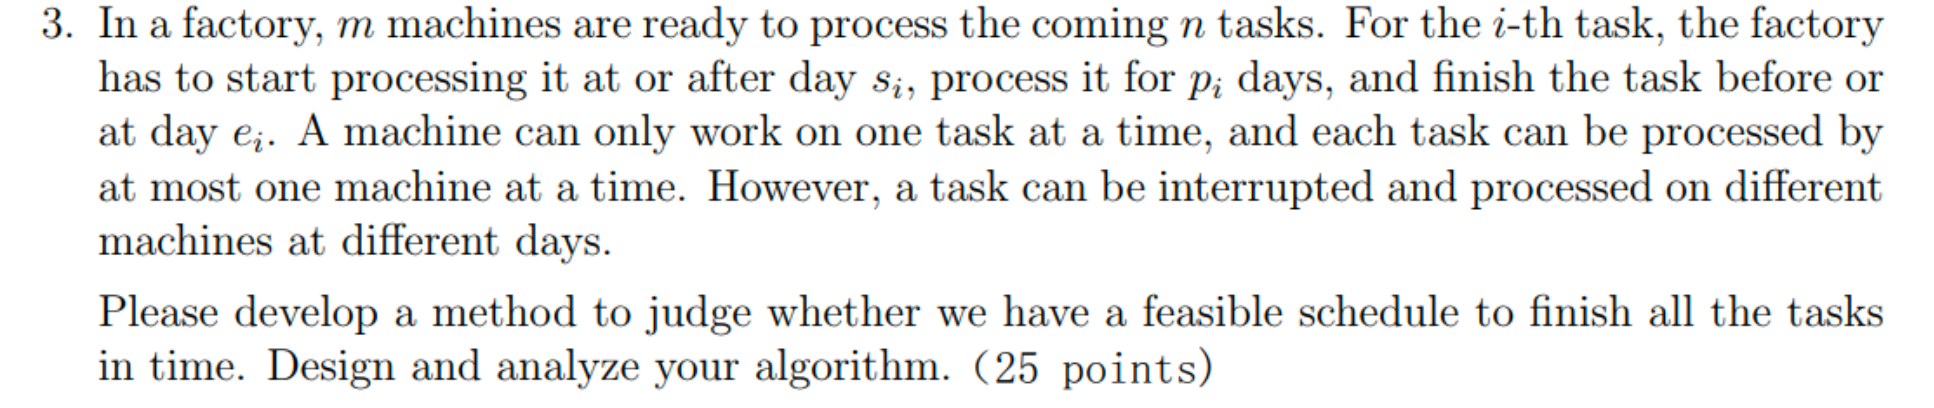 3. In a factory, m machines are ready to process the coming n tasks. For the i-th task, the factory
has to start processing it at or after day sᵢ, process it for pᵢ days, and finish the task before or
at day eᵢ. A machine can only work on one task at a time, and each task can be processed by
at most one machine at a time. However, a task can be interrupted and processed on different
machines at different days.
Please develop a method to judge whether we have a feasible schedule to finish all the tasks
in time. Design and analyze your algorithm. (25 points)